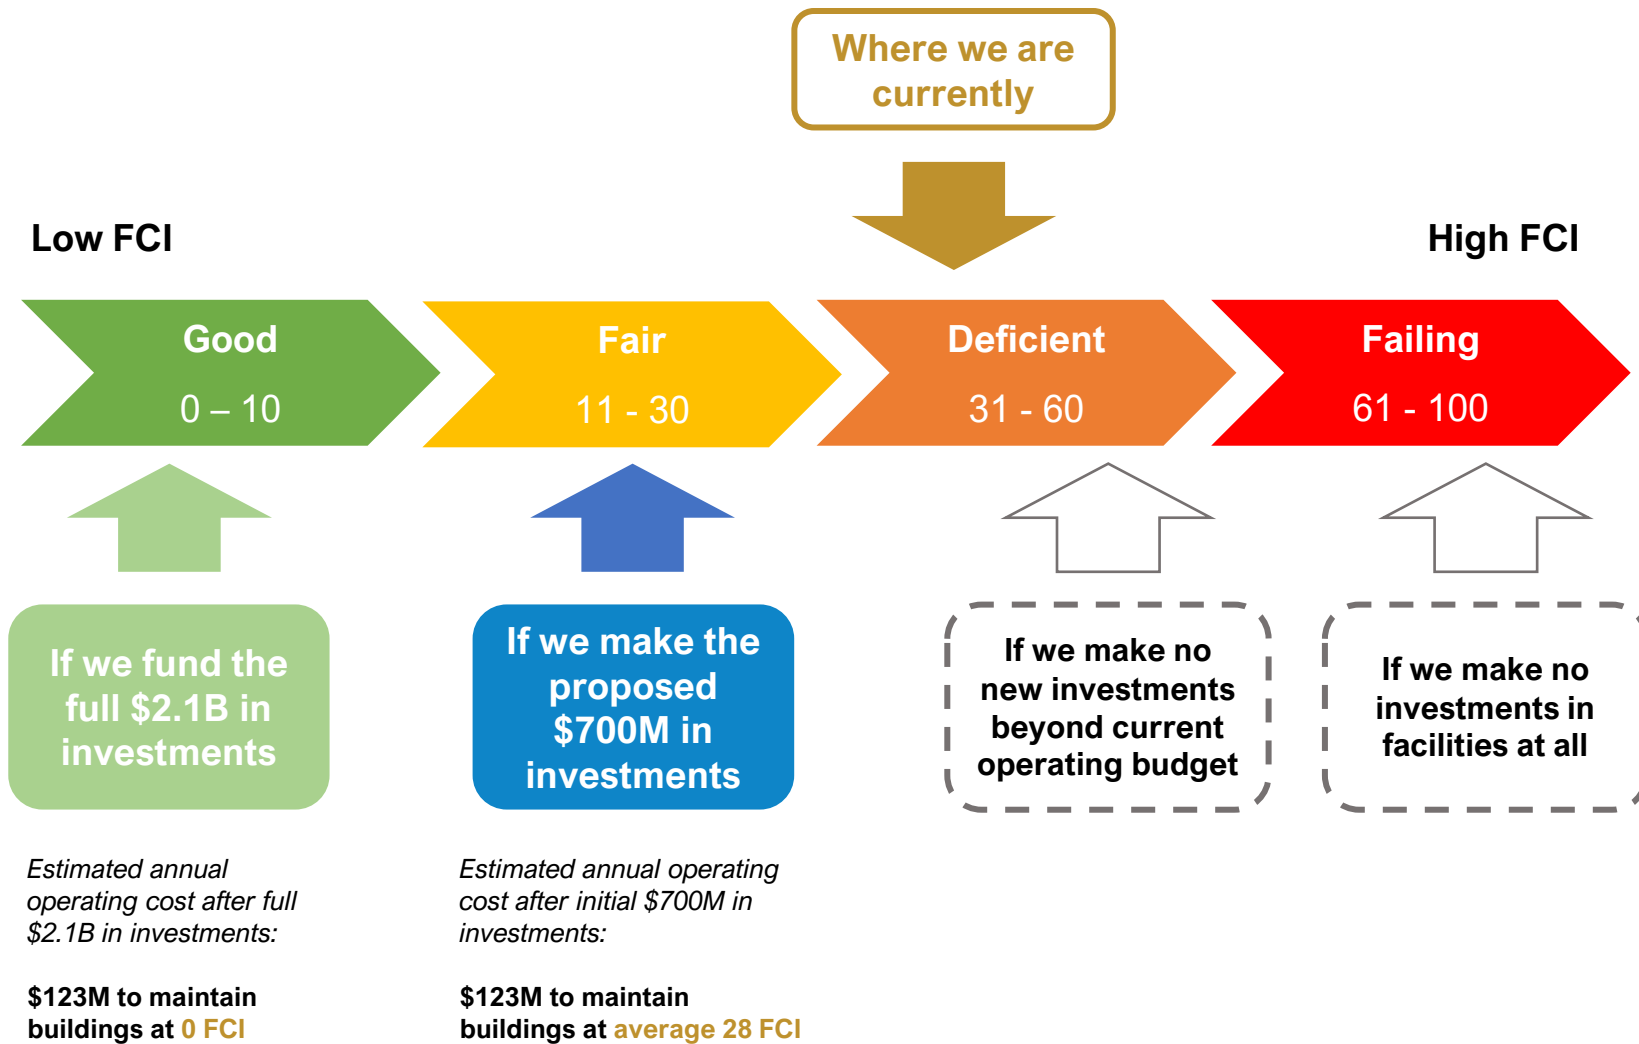 Where we are
currently
Low FCI
High FCI
Good
0 – 10
Fair
11 - 30
Deficient
31 - 60
Failing
61 - 100
If we fund the
full $2.1B in
investments
If we make the
proposed
$700M in
investments
If we make no
new investments
beyond current
operating budget
If we make no
investments in
facilities at all
Estimated annual
operating cost after full
$2.1B in investments:
$123M to maintain
buildings at 0 FCI
Estimated annual operating
cost after initial $700M in
investments:
$123M to maintain
buildings at average 28 FCI